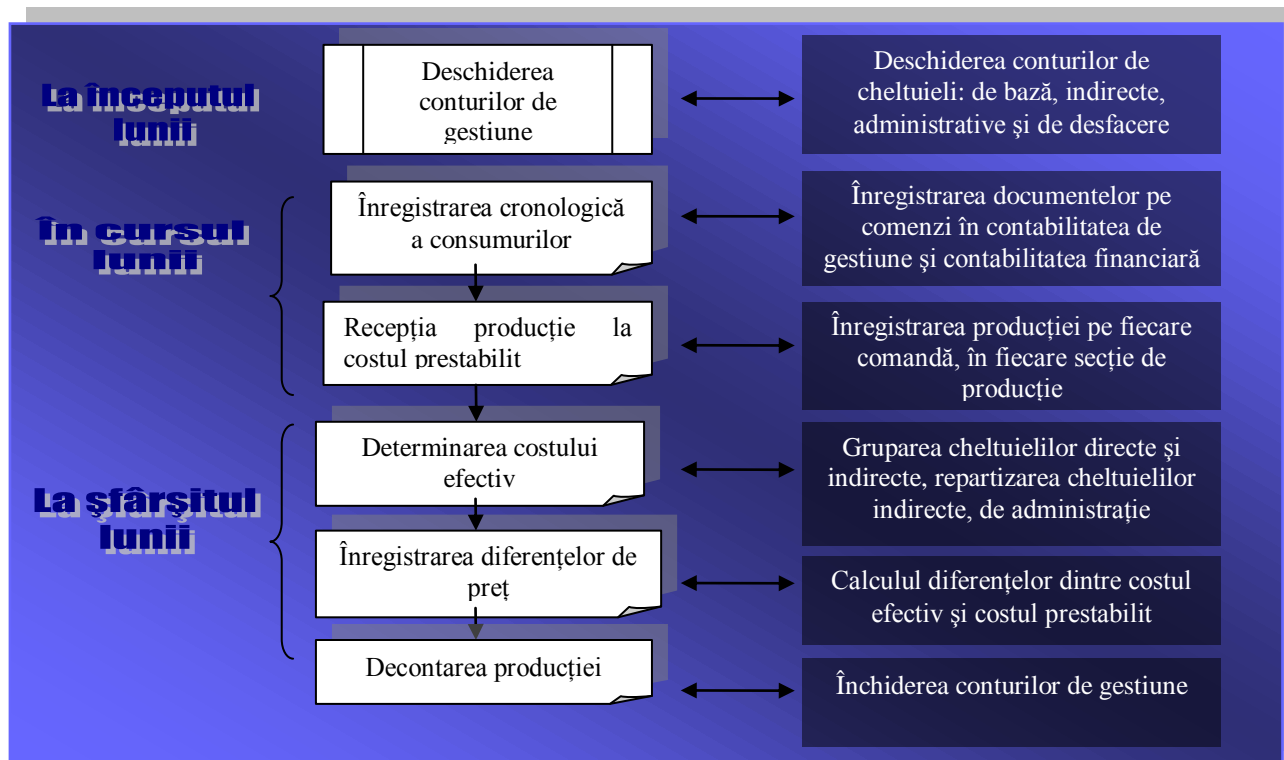 La începutul
lunii
Deschiderea
conturilor de
gestiune
Deschiderea conturilor de
cheltuieli: de bază, indirecte,
administrative şi de desfacere
În cursul
lunii
Înregistrarea cronologică
a consumurilor
Înregistrarea documentelor pe
comenzi în contabilitatea de
gestiune şi contabilitatea financiară
Recepția producție la
costul prestabilit
Înregistrarea producției pe fiecare
comandă, în fiecare secție de
producție
La şfârşitul
lunii
Determinarea costului
efectiv
Gruparea cheltuielilor directe şi
indirecte, repartizarea cheltuielilor
indirecte, de administrație
Înregistrarea diferențelor de
preț
Calculul diferențelor dintre costul
efectiv şi costul prestabilit
Decontarea producției
Închiderea conturilor de gestiune